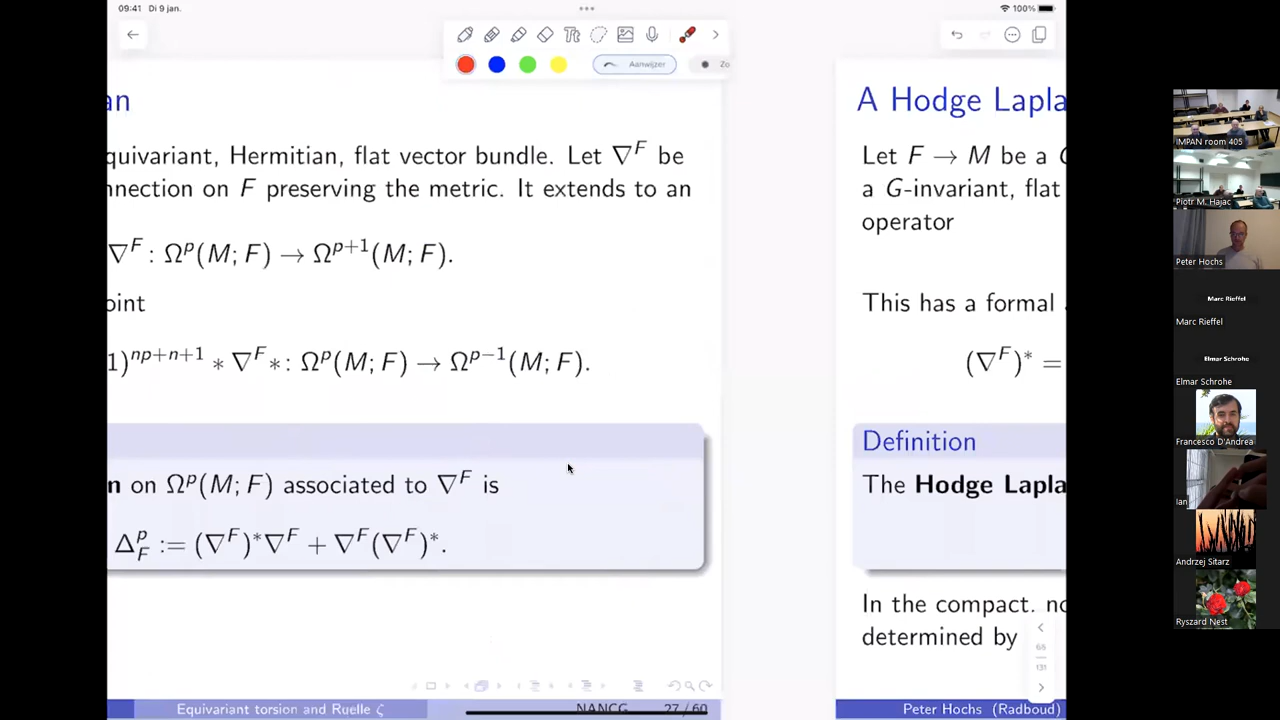 09:41 Di 9 jan.
100%
Aanwijzer
Zo
an
quivariant, Hermitian, flat vector bundle. Let ∇^F be
nnection on F preserving the metric. It extends to an
∇^F : Ω^p(M; F) → Ω^{p+1}(M; F).
oint
1)^{np+n+1} ∗ ∇^F ∗ : Ω^p(M; F) → Ω^{p−1}(M; F).
n on Ω^p(M; F) associated to ∇^F is
Δ^p_F := (∇^F)^*∇^F + ∇^F(∇^F)^*.
Equivariant torsion and Ruelle ζ
NANCG
27 / 60
A Hodge Lapla
Let F → M be a G
a G-invariant, flat
operator
This has a formal
(∇^F)^* =
Definition
The Hodge Lapla
In the compact. no
determined by
68
131
Peter Hochs (Radboud)
IMPAN room 405
Piotr M. Hajac
Peter Hochs
Marc Rieffel
Marc Rieffel
Elmar Schrohe
Elmar Schrohe
Francesco D'Andrea
Ian
Andrzej Sitarz
Ryszard Nest